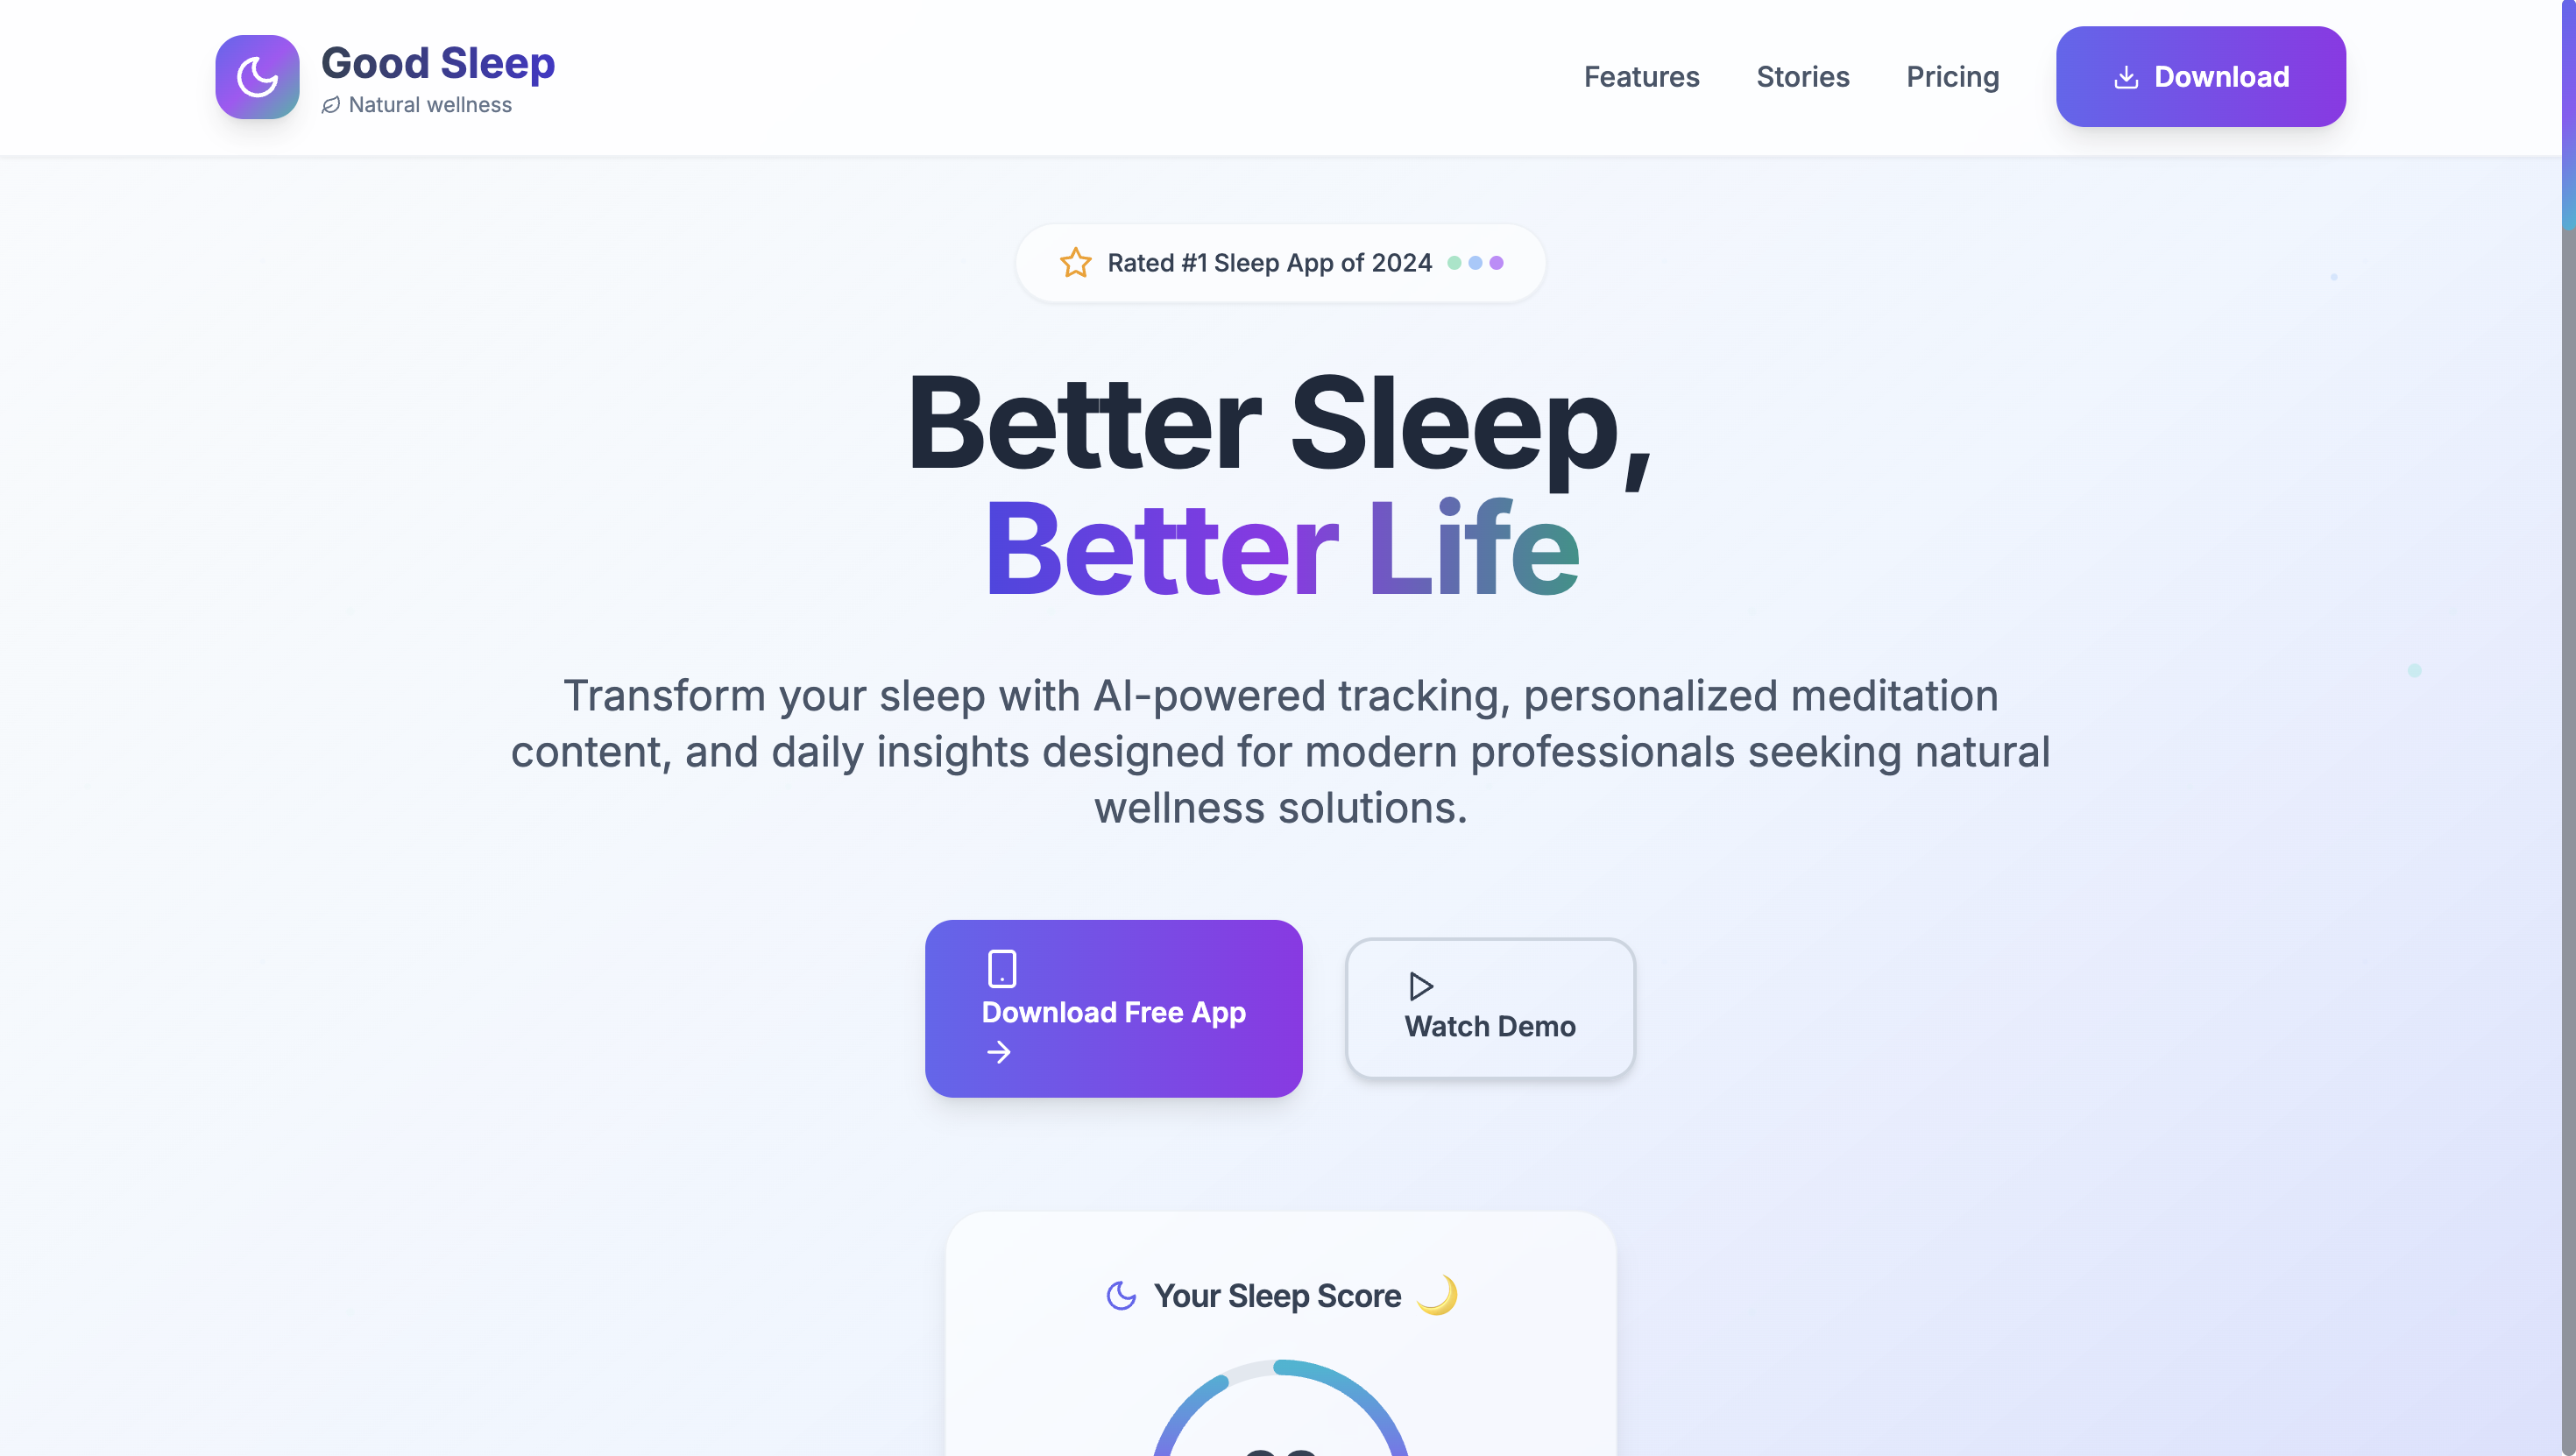 Good Sleep
Natural wellness
Features
Stories
Pricing
Download
Rated #1 Sleep App of 2024
Better Sleep,
Better Life
Transform your sleep with AI-powered tracking, personalized meditation
content, and daily insights designed for modern professionals seeking natural
wellness solutions.
Download Free App
Watch Demo
Your Sleep Score 🌙